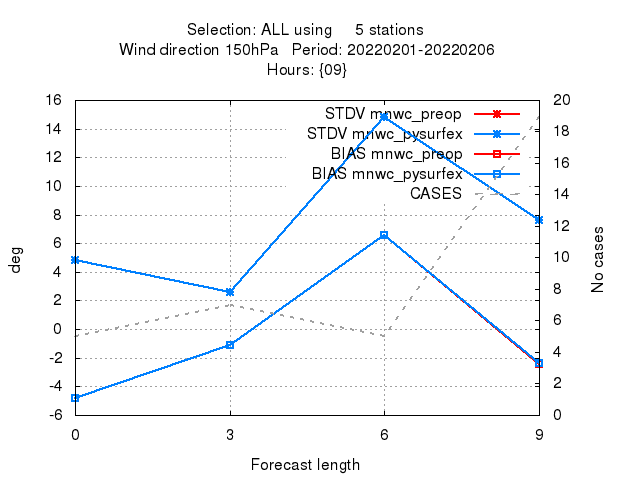 Selection: ALL using     5 stations
Wind direction 150hPa   Period: 20220201-20220206
Hours: {09}
16
14
12
10
8
6
4
2
0
-2
-4
-6
deg
20
18
16
14
12
10
8
6
4
2
0
No cases
STDV mnwc_preop
STDV mnwc_pysurfex
BIAS mnwc_preop
BIAS mnwc_pysurfex
CASES
0 3 6 9
Forecast length